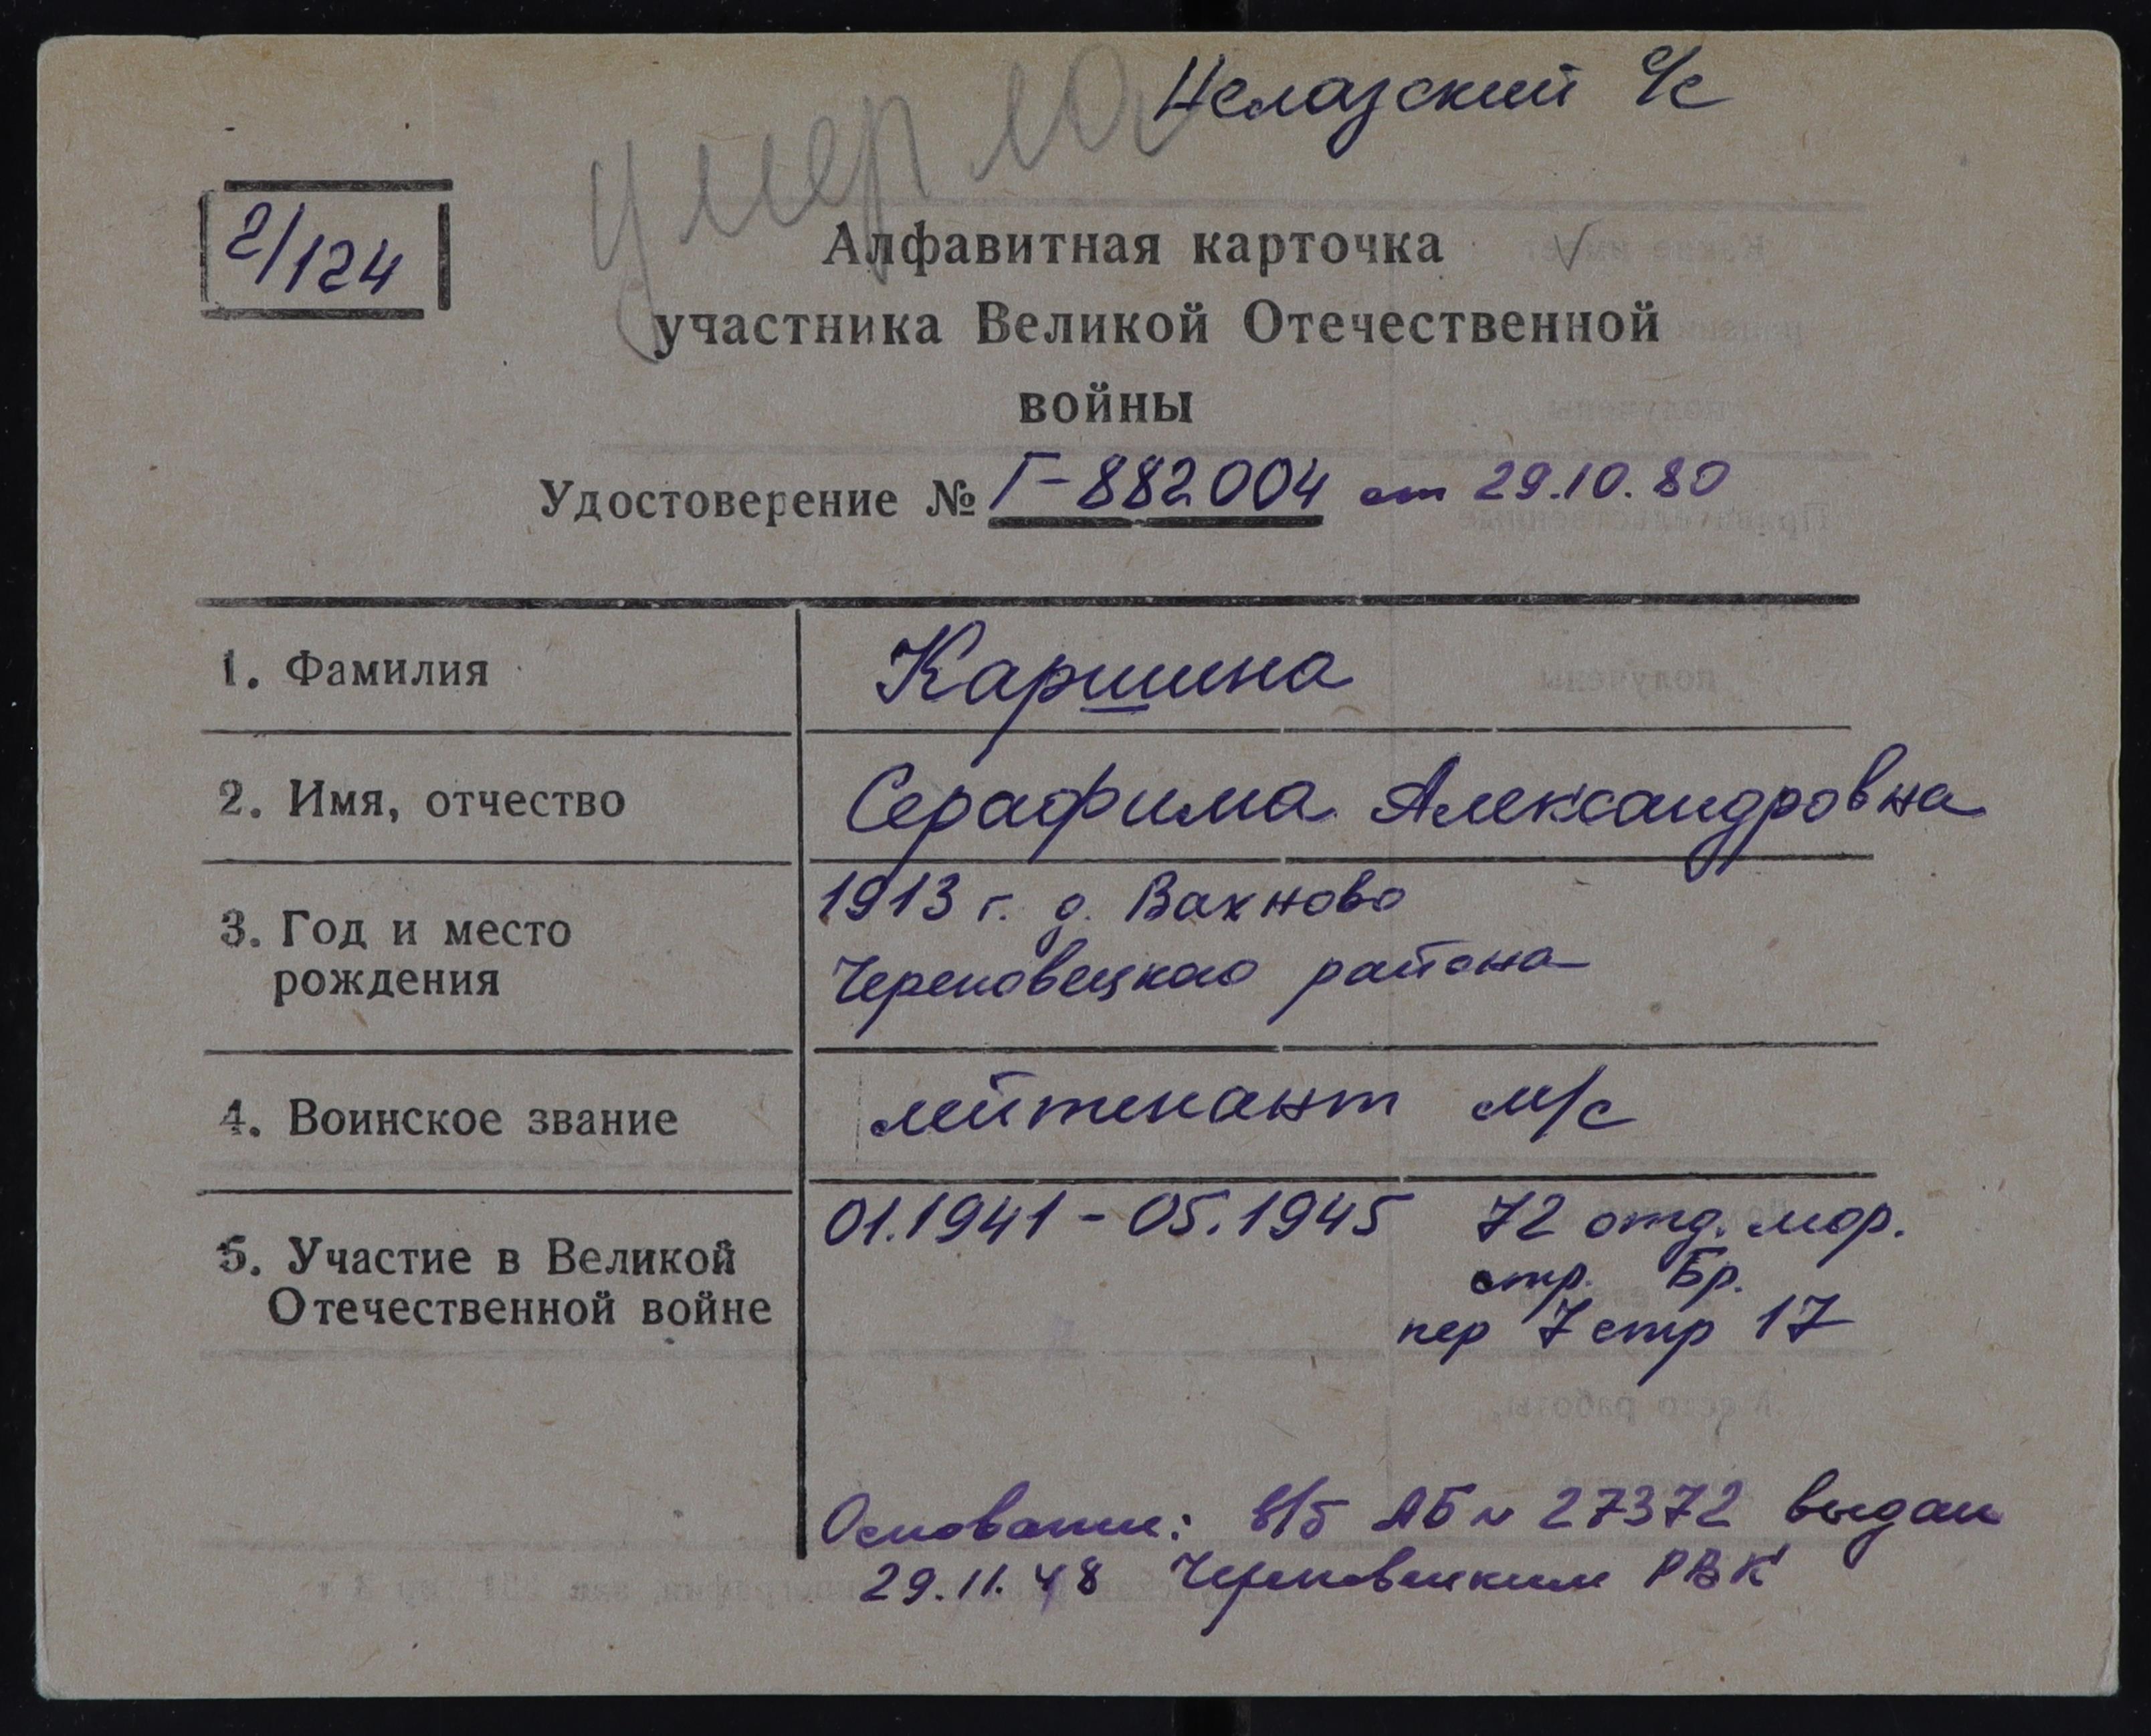 Нелазский с/с
умерла
2/124
Алфавитная карточка
участника Великой Отечественной
войны
Удостоверение № Г-882004 от 29.10.80
1. Фамилия
Каршина
2. Имя, отчество
Серафима Александровна
3. Год и место
рождения
1913 г. д. Вахново
Череповецкого района
4. Воинское звание
лейтенант м/с
5. Участие в Великой
Отечественной войне
01.1941 - 05.1945 72 отд. мор.
стр. Бр.
пер 7 стр 17
Основание: в/б АБ № 27372 выдан
29.11.48 Череповецким РВК